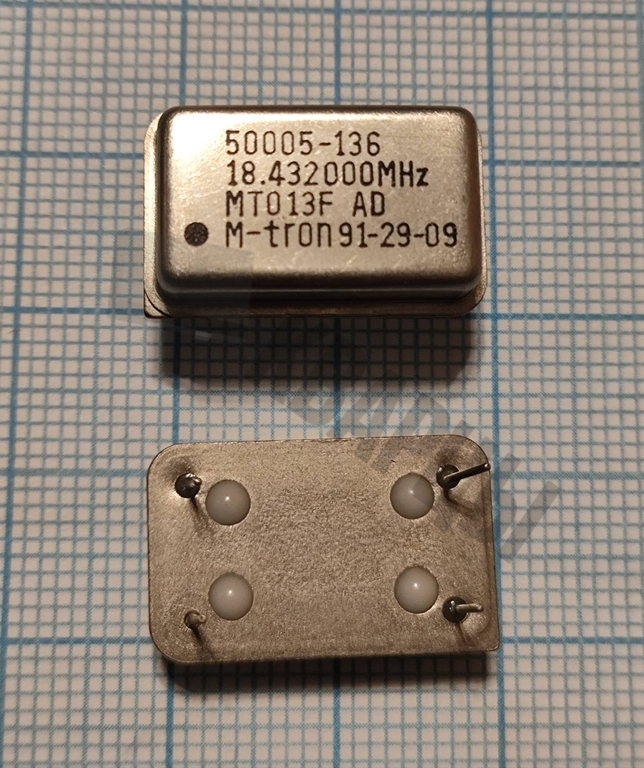 50005-136
18.432000MHz
MT013F AD
M-tron 91-29-09